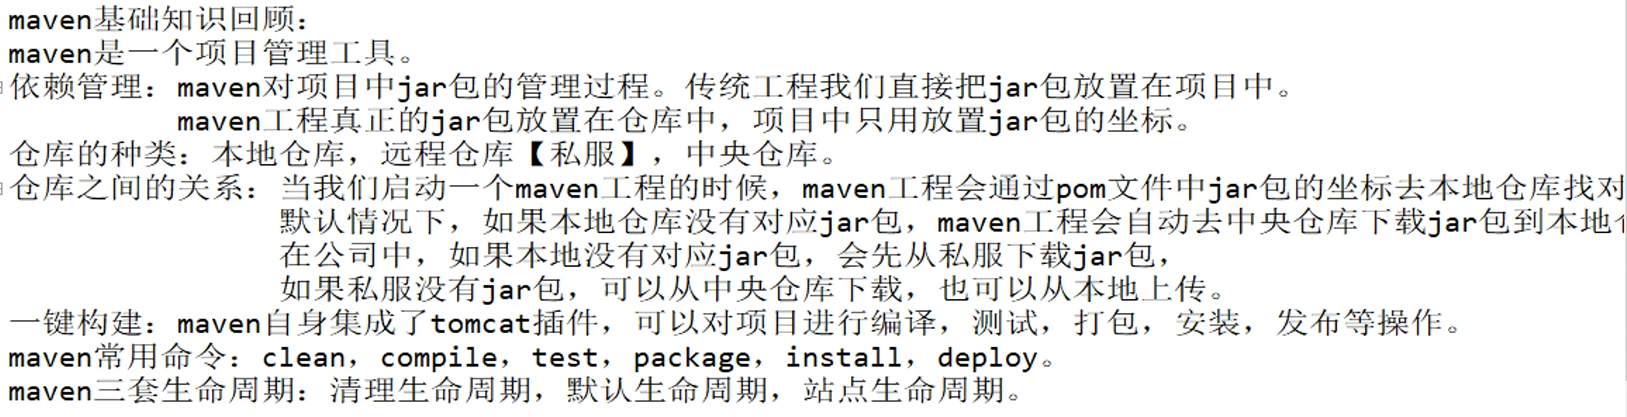 maven基础知识回顾:
maven是一个项目管理工具。
依赖管理: maven对项目中jar包的管理过程。传统工程我们直接把jar包放置在项目中。
maven工程真正的jar包放置在仓库中，项目中只用放置jar包的坐标。
仓库的种类: 本地仓库，远程仓库【私服】，中央仓库。
仓库之间的关系: 当我们启动一个maven工程的时候，maven工程会通过pom文件中jar包的坐标去本地仓库找对
默认情况下，如果本地仓库没有对应jar包，maven工程会自动去中央仓库下载jar包到本地
在公司中，如果本地没有对应jar包，会先从私服下载jar包，
如果私服没有jar包，可以从中央仓库下载，也可以从本地上传。
一键构建: maven自身集成了tomcat插件，可以对项目进行编译，测试，打包，安装，发布等操作。
maven常用命令: clean，compile，test，package，install，deploy。
maven三套生命周期: 清理生命周期，默认生命周期，站点生命周期。